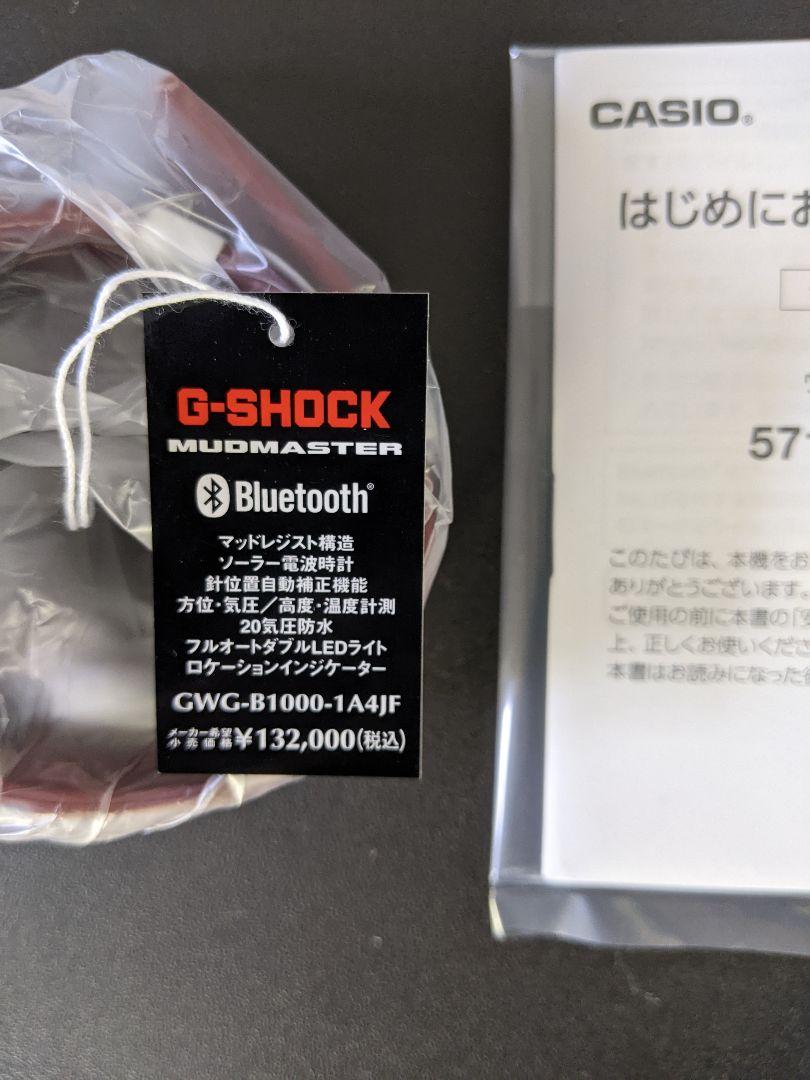 G-SHOCK
MUDMASTER
Bluetooth®
マッドレジスト構造
ソーラー電波時計
針位置自動補正機能
方位・気圧／高度・温度計測
20気圧防水
フルオートダブルLEDライト
ロケーションインジケーター
GWG-B1000-1A4JF
メーカー希望
小売価格 ¥132,000(税込)
CASIO®
はじめにお
571
このたびは、本機をお
ありがとうございます。
ご使用の前に本書の「安
上、正しくお使いくださ
本書はお読みになった後